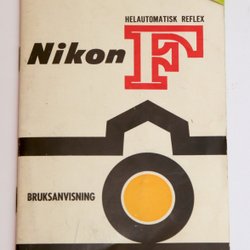 HELAUTOMATISK REFLEX
Nikon F
BRUKSANVISNING